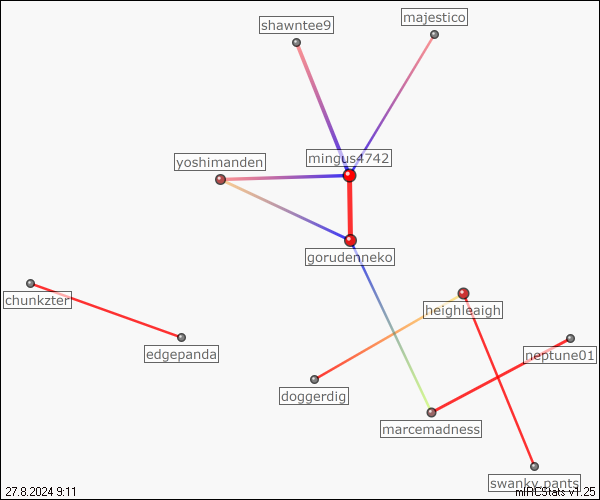 majestico
shawntee9
mingus4742
yoshimanden
gorudenneko
chunkzter
heighleaigh
edgepanda
neptune01
doggerdig
marcemadness
swanky.pants
27.8.2024 9:11
mIRCStats v1.25